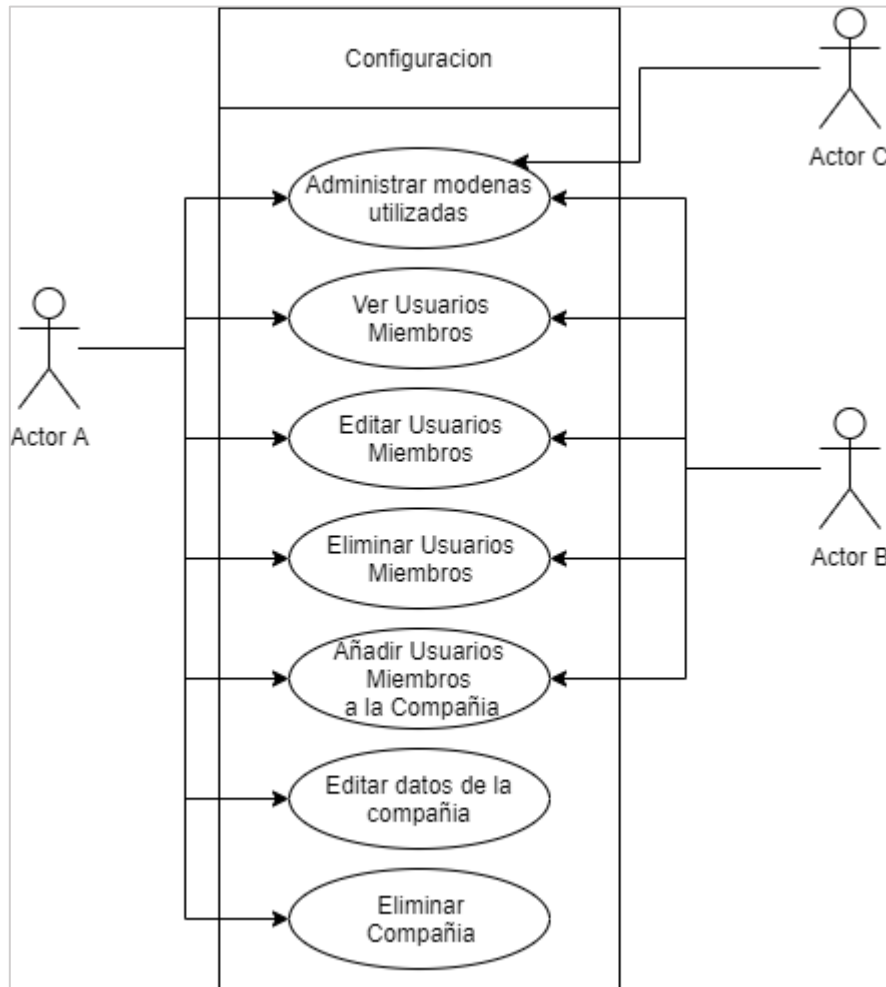 Configuracion
Actor C
Administrar modenas
utilizadas
Ver Usuarios
Miembros
Actor A
Editar Usuarios
Miembros
Eliminar Usuarios
Miembros
Actor B
Añadir Usuarios
Miembros
a la Compañia
Editar datos de la
compañia
Eliminar
Compañia